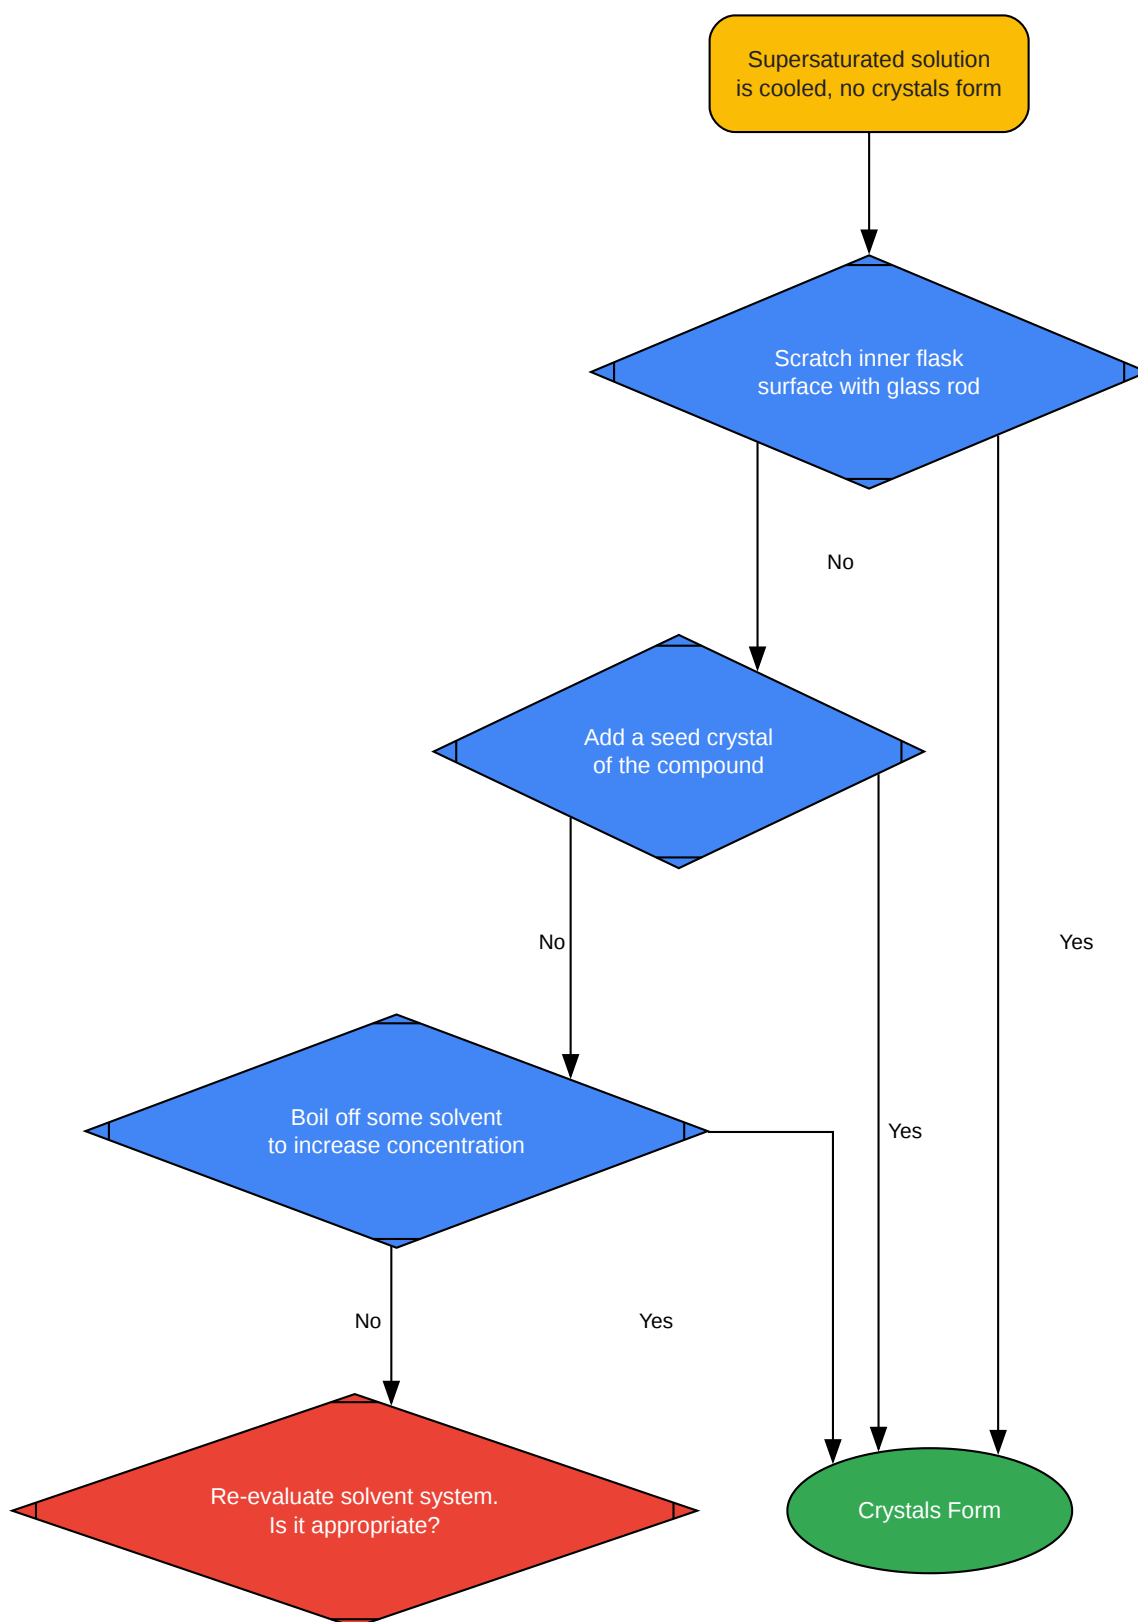 Supersaturated solution
is cooled, no crystals form
Scratch inner flask
surface with glass rod
No
Add a seed crystal
of the compound
No
Yes
Boil off some solvent
to increase concentration
Yes
No
Yes
Re-evaluate solvent system.
Is it appropriate?
Crystals Form